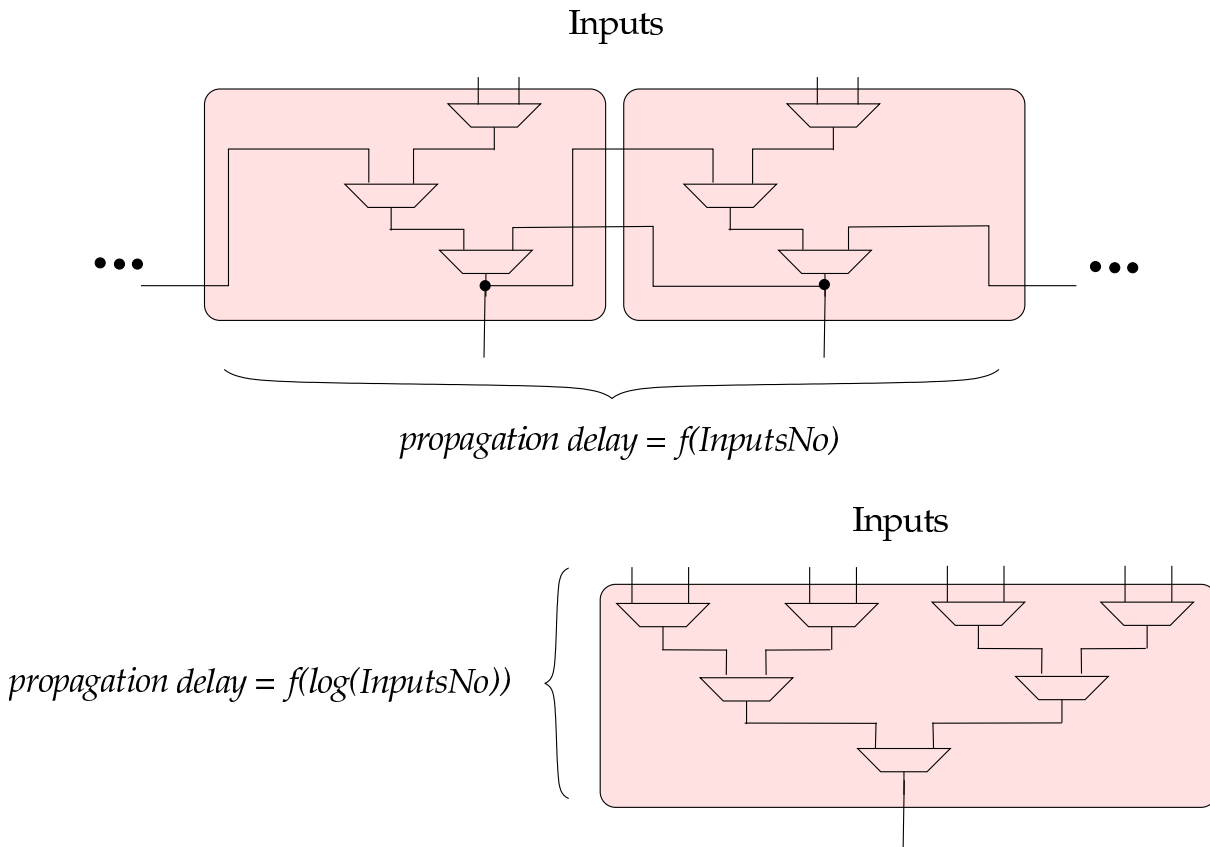 Inputs
propagation delay = f(InputsNo)
Inputs
propagation delay = f(log(InputsNo))